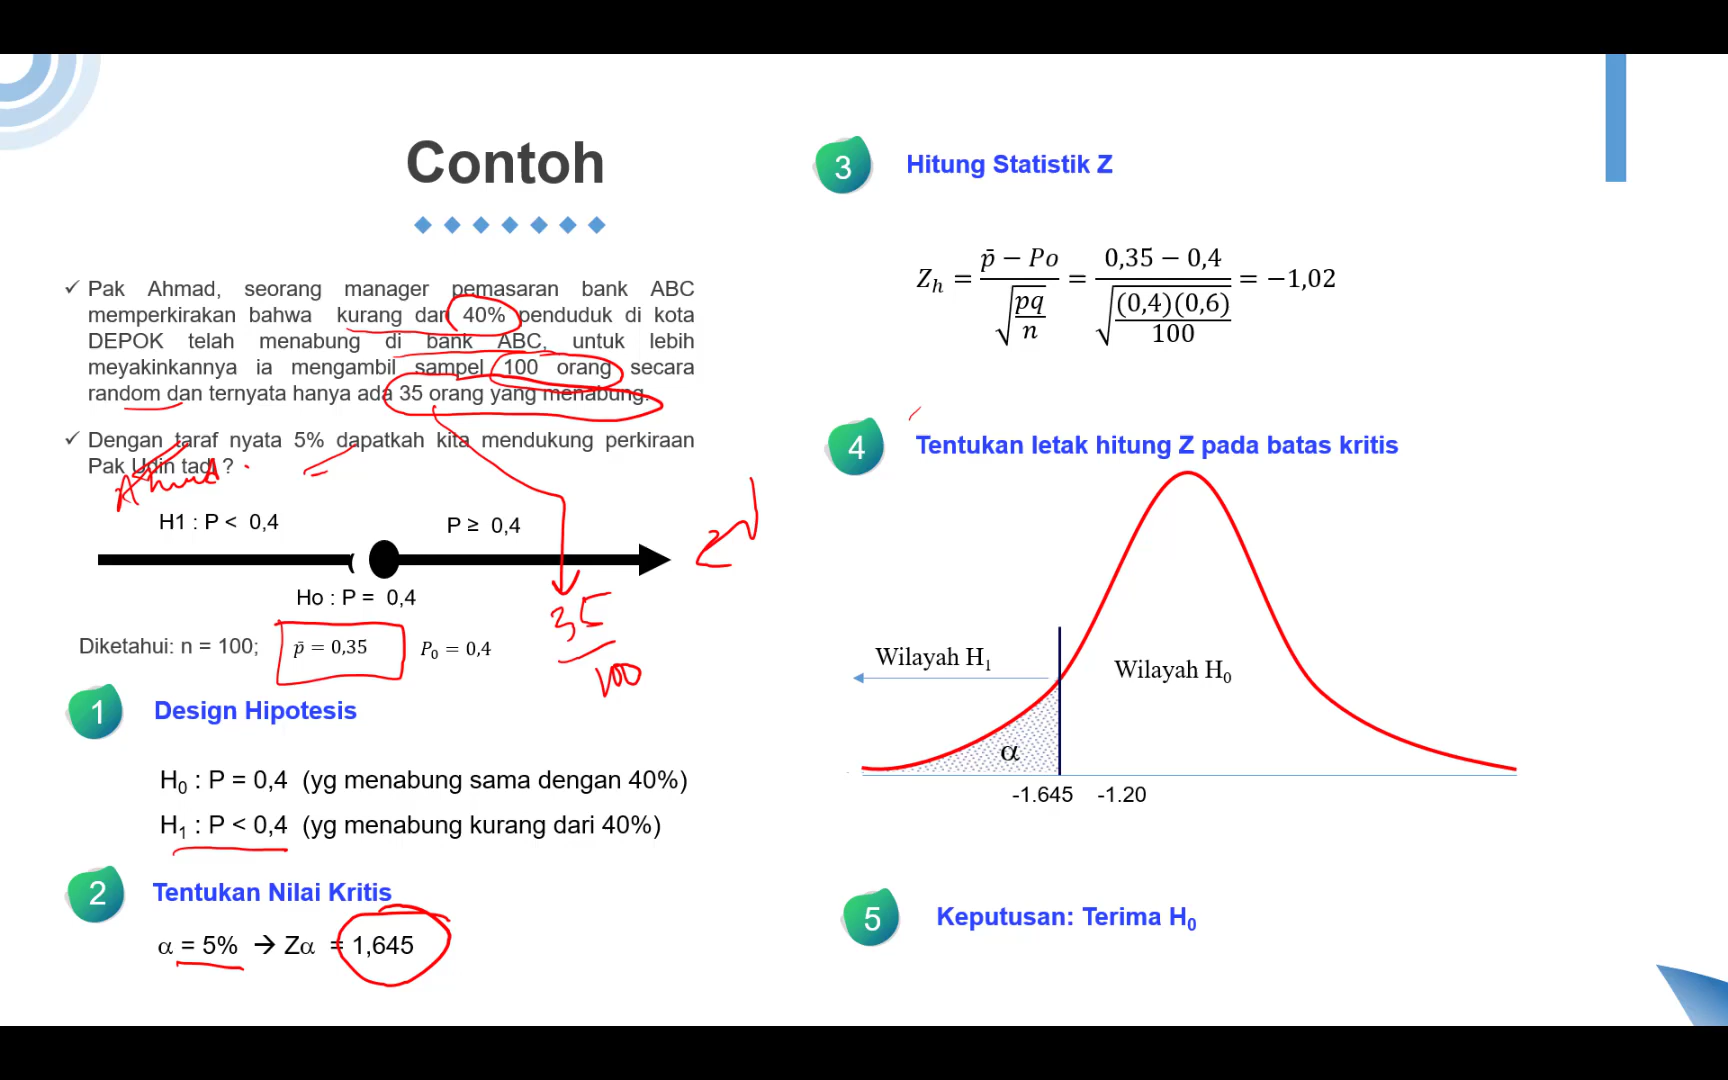 Contoh
✓ Pak Ahmad, seorang manager pemasaran bank ABC
memperkirakan bahwa kurang dari 40% penduduk di kota
DEPOK telah menabung di bank ABC, untuk lebih
meyakinkannya ia mengambil sampel 100 orang secara
random dan ternyata hanya ada 35 orang yang menabung.
✓ Dengan taraf nyata 5% dapatkah kita mendukung perkiraan
Pak Udin tadi ?
Ahmad
H1 : P < 0,4
P ≥ 0,4
Ho : P = 0,4
35
100
Diketahui: n = 100; p̄ = 0,35 P₀ = 0,4
1 Design Hipotesis
H₀ : P = 0,4 (yg menabung sama dengan 40%)
H₁ : P < 0,4 (yg menabung kurang dari 40%)
2 Tentukan Nilai Kritis
α = 5% → Zα = 1,645
3 Hitung Statistik Z
Zₕ = (p̄ − Po)/√(pq/n) = (0,35 − 0,4)/√((0,4)(0,6)/100) = −1,02
4 Tentukan letak hitung Z pada batas kritis
Wilayah H₁
Wilayah H₀
α
-1.645 -1.20
5 Keputusan: Terima H₀